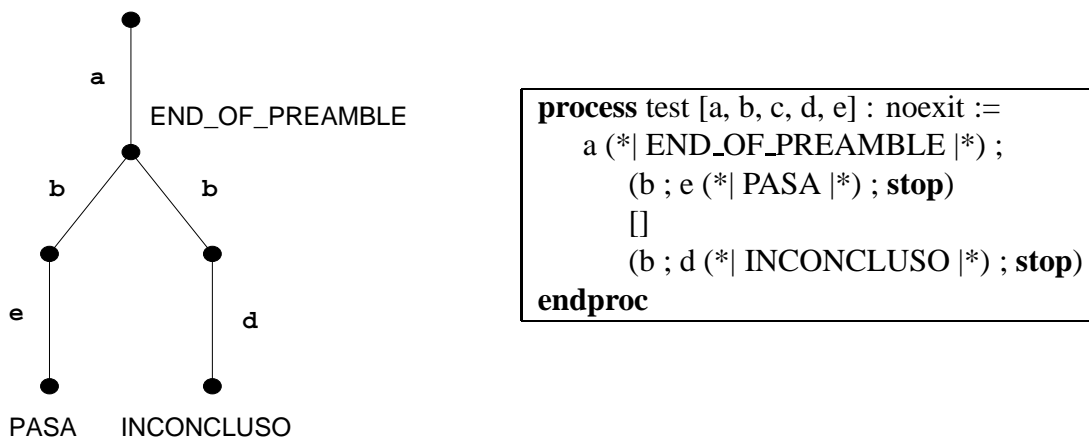 a
END_OF_PREAMBLE
b b
e d
PASA INCONCLUSO
process test [a, b, c, d, e] : noexit :=
a (*| END_OF_PREAMBLE |*) ;
(b ; e (*| PASA |*) ; stop)
[]
(b ; d (*| INCONCLUSO |*) ; stop)
endproc